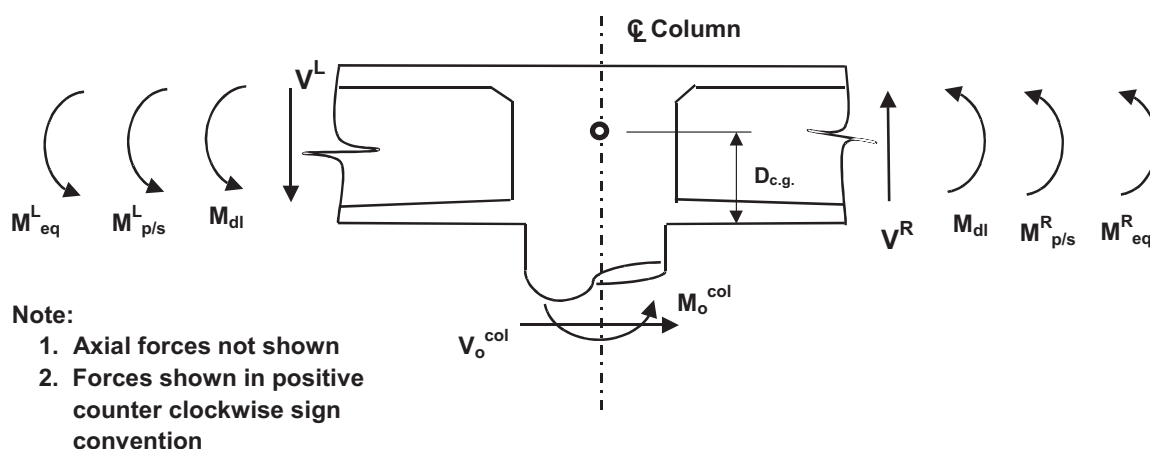 ℄ Column
V^L
D_c.g.
M^L_eq
M^L_p/s
M_dl
V^R
M_dl
M^R_p/s
M^R_eq
M_o^col
V_o^col
Note:
1. Axial forces not shown
2. Forces shown in positive
counter clockwise sign
convention